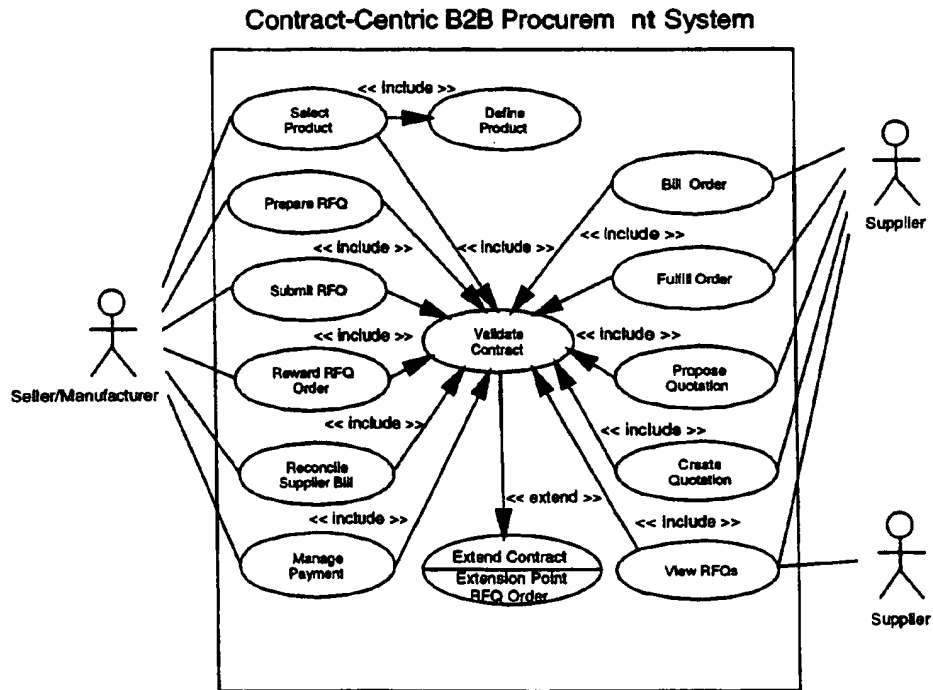 Contract-Centric B2B Procurem nt System
<< include >>
Select
Product
Define
Product
Prepare RFQ
Bill Order
Supplier
<< include >>
<< include >>
<< include >>
Submit RFQ
Fulfill Order
Validate
Contract
<< include >>
<< include >>
Reward RFQ
Order
Propose
Quotation
Seller/Manufacturer
<< include >>
<< include >>
Reconcile
Supplier Bill
Create
Quotation
<< extend >>
<< include >>
<< include >>
Manage
Payment
Extend Contract
Extension Point
RFQ Order
View RFQs
Supplier